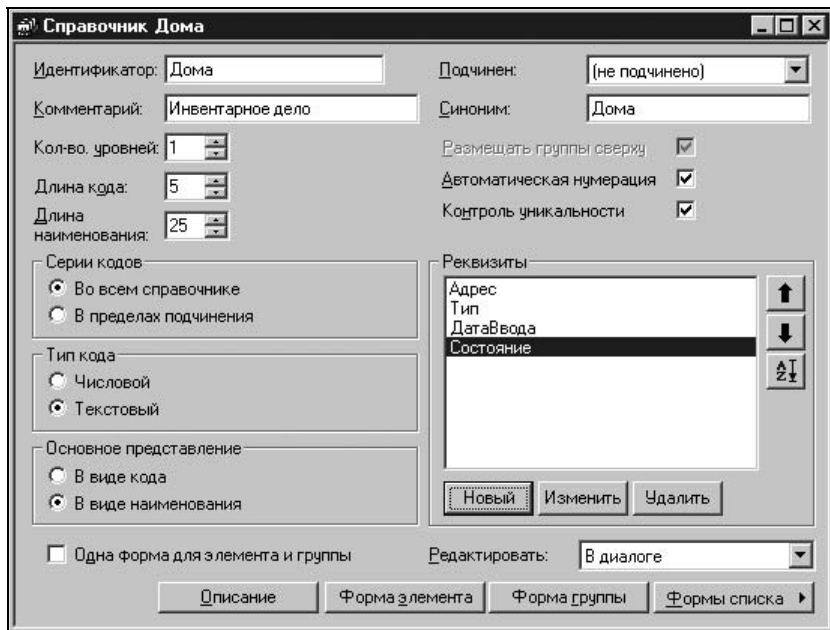 Справочник Дома
Идентификатор: Дома
Подчинен: (не подчинено)
Комментарий: Инвентарное дело
Синоним: Дома
Кол-во. уровней: 1
Размещать группы сверху
Длина кода: 5
Автоматическая нумерация
Длина наименования: 25
Контроль уникальности
Серии кодов
Во всем справочнике
В пределах подчинения
Тип кода
Числовой
Текстовый
Основное представление
В виде кода
В виде наименования
Реквизиты
Адрес
Тип
ДатаВвода
Состояние
Новый Изменить Удалить
Одна форма для элемента и группы
Редактировать: В диалоге
Описание Форма элемента Форма группы Формы списка